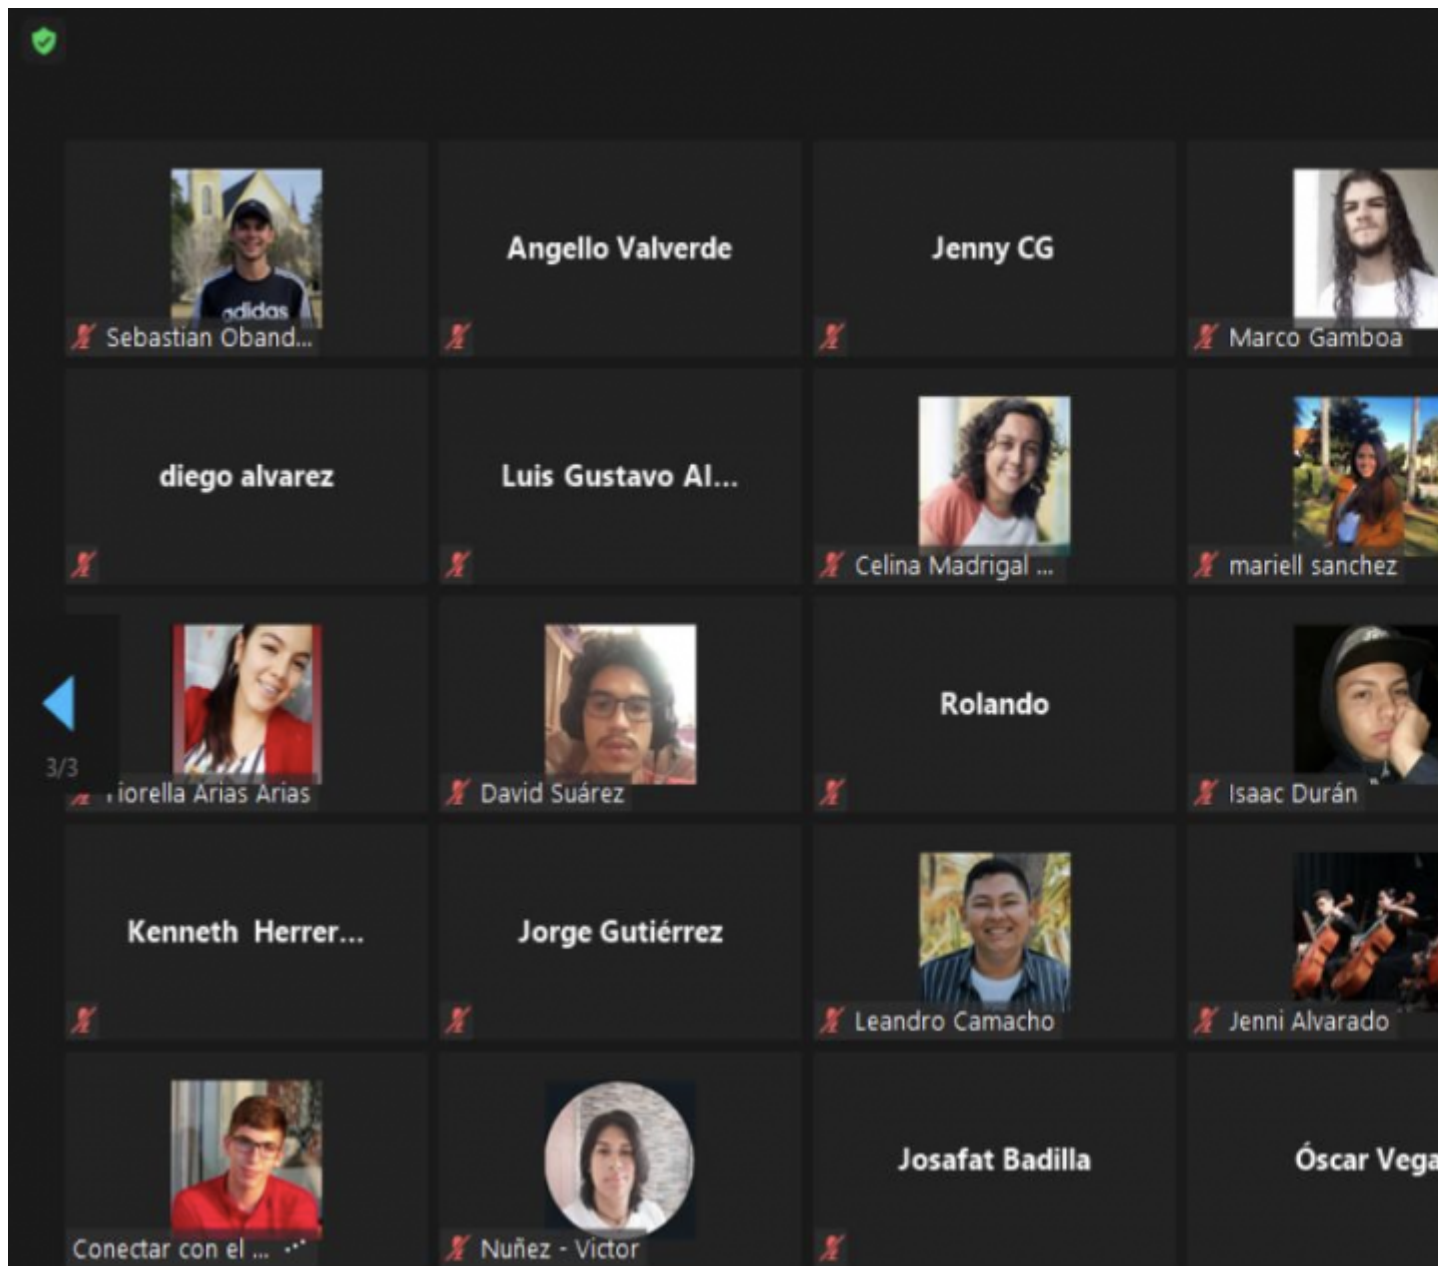 adidas
Sebastian Oband...
Angello Valverde
Jenny CG
Marco Gamboa
diego alvarez
Luis Gustavo Al...
Celina Madrigal ...
mariell sanchez
3/3
Fiorella Arias Arias
David Suárez
Rolando
Isaac Durán
Kenneth Herrer...
Jorge Gutiérrez
Leandro Camacho
Jenni Alvarado
Conectar con el ...
Nuñez - Victor
Josafat Badilla
Óscar Vega